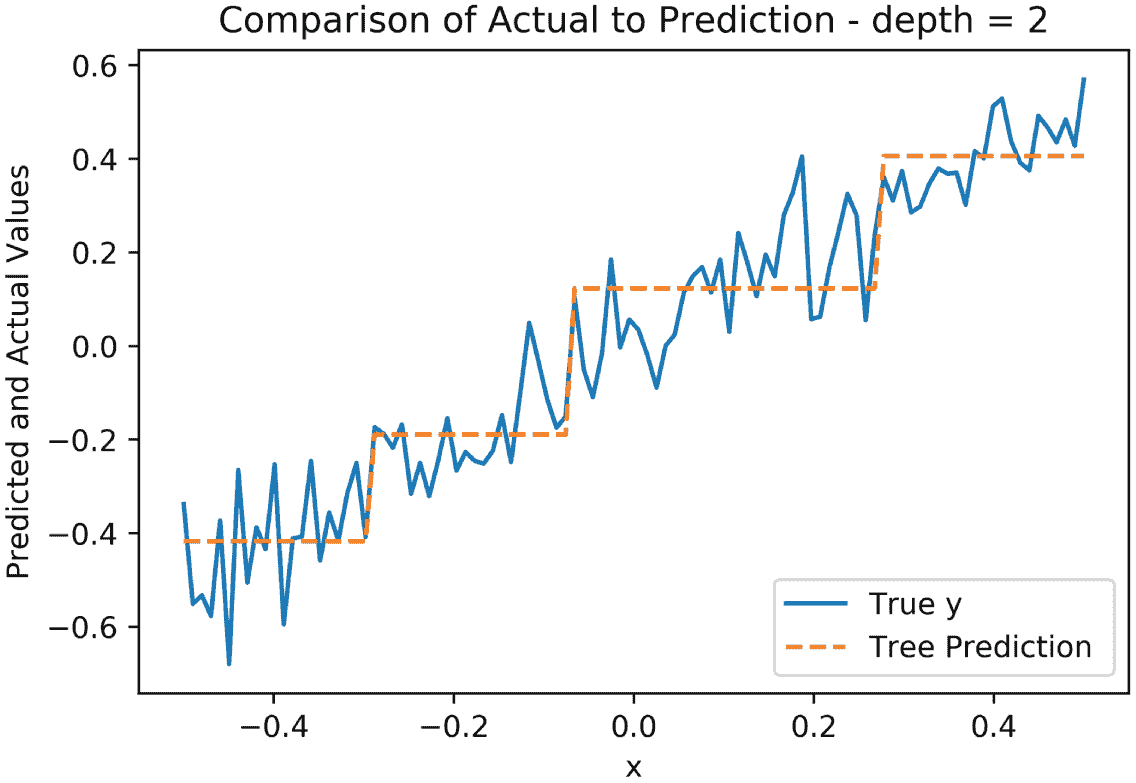 Comparison of Actual to Prediction - depth = 2
Predicted and Actual Values
0.6
0.4
0.2
0.0
−0.2
−0.4
−0.6
True y
Tree Prediction
−0.4 −0.2 0.0 0.2 0.4
x